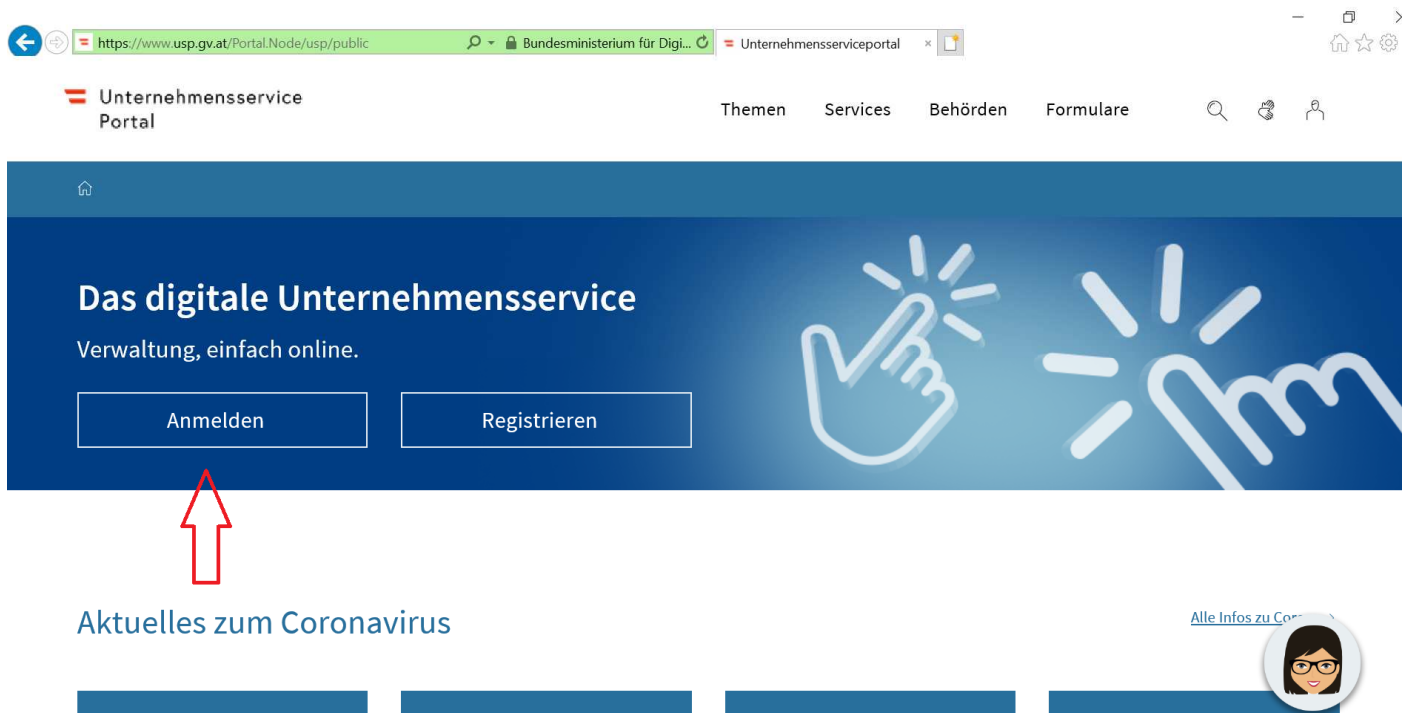 https://www.usp.gv.at/Portal.Node/usp/public
Bundesministerium für Digi...
Unternehmensserviceportal
Unternehmensservice
Portal
Themen Services Behörden Formulare
Das digitale Unternehmensservice
Verwaltung, einfach online.
Anmelden Registrieren
Aktuelles zum Coronavirus
Alle Infos zu